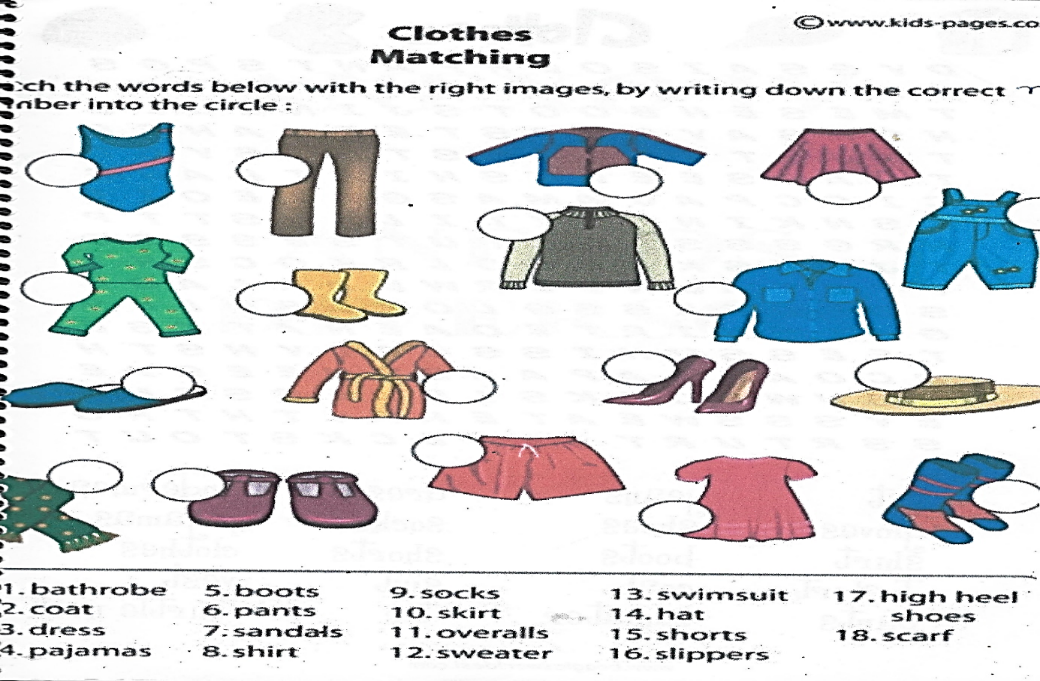 ©www.kids-pages.co
Clothes
Matching
ch the words below with the right images, by writing down the correct
nber into the circle :
1. bathrobe
2. coat
3. dress
4. pajamas
5. boots
6. pants
7. sandals
8. shirt
9. socks
10. skirt
11. overalls
12. sweater
13. swimsuit
14. hat
15. shorts
16. slippers
17. high heel
shoes
18. scarf